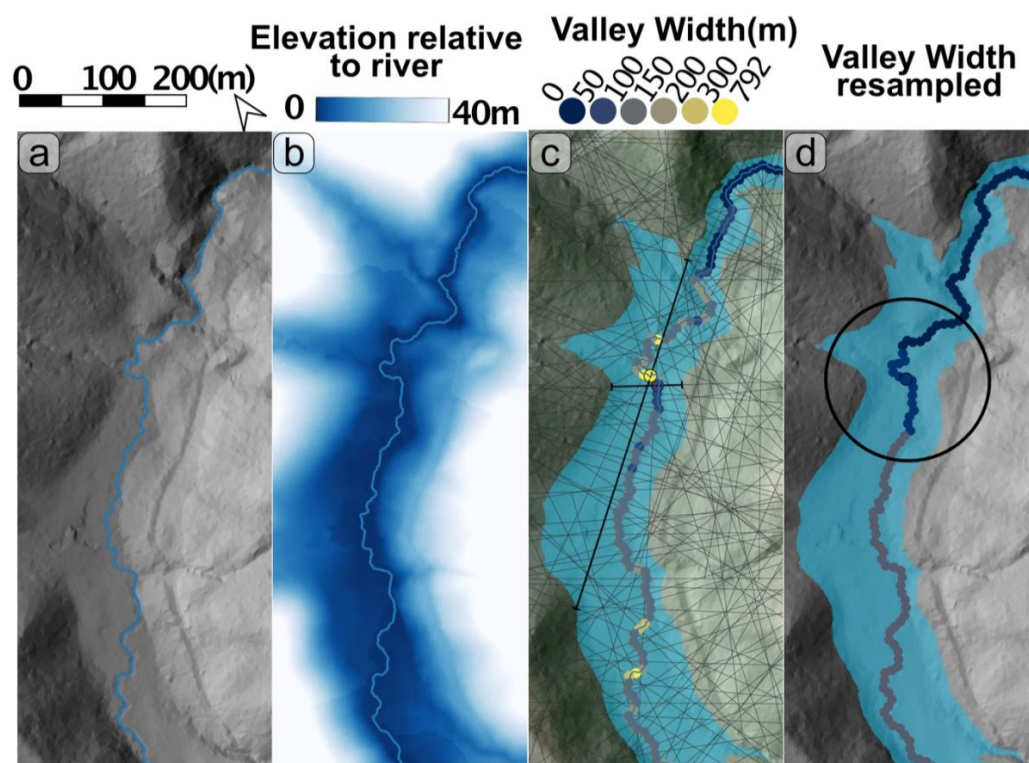 0 100 200(m)
Elevation relative
to river
0 40m
Valley Width(m)
0 50 100 150 200 300 792
Valley Width
resampled
a
b
c
d